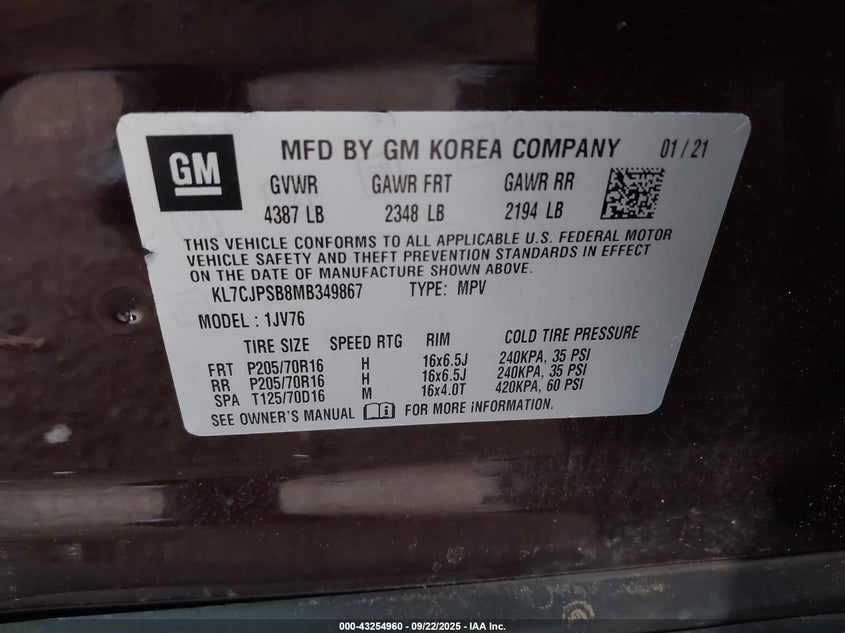 GM MFD BY GM KOREA COMPANY 01 / 21
GVWR GAWR FRT GAWR RR
4387 LB 2348 LB 2194 LB
THIS VEHICLE CONFORMS TO ALL APPLICABLE U.S. FEDERAL MOTOR
VEHICLE SAFETY AND THEFT PREVENTION STANDARDS IN EFFECT
ON THE DATE OF MANUFACTURE SHOWN ABOVE.
KL7CJPSB8MB349867 TYPE: MPV
MODEL : 1JV76
TIRE SIZE SPEED RTG RIM COLD TIRE PRESSURE
FRT P205/70R16 H 16x6.5J 240KPA, 35 PSI
RR P205/70R16 H 16x6.5J 240KPA, 35 PSI
SPA T125/70D16 M 16x4.0T 420KPA, 60 PSI
SEE OWNER'S MANUAL FOR MORE iNFORMATION.
000-43254960 - 09/22/2025 - IAA Inc.